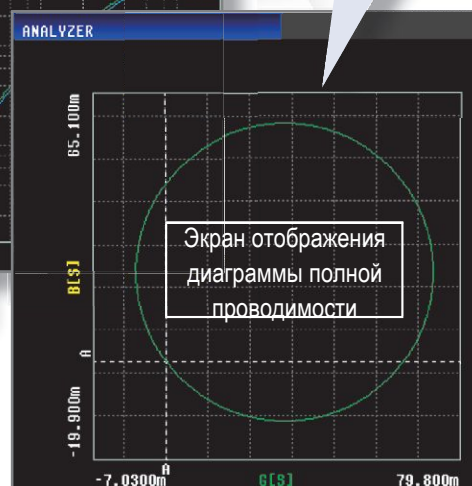 ANALYZER
65.100m
B[S]
A
-19.900m
Экран отображения
диаграммы полной
проводимости
A
-7.0300m
G[S]
79.800m